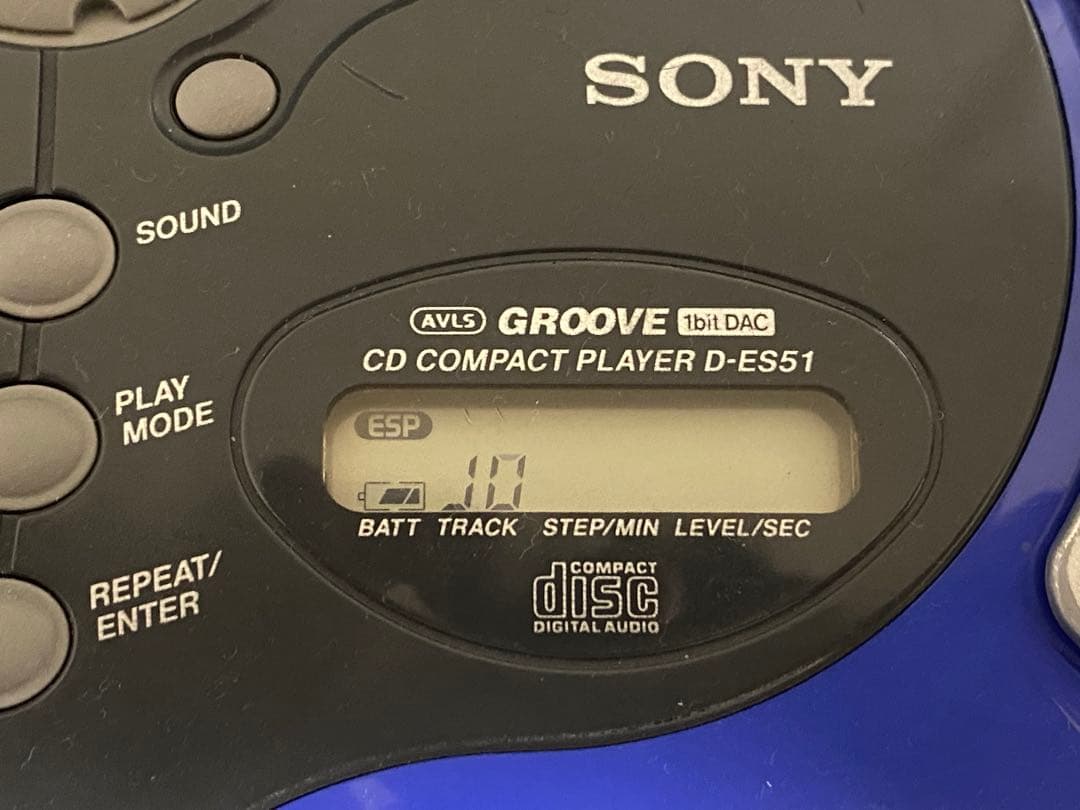 SONY
SOUND
AVLS GROOVE 1bit DAC
CD COMPACT PLAYER D-ES51
PLAY
MODE
ESP
BATT TRACK STEP/MIN LEVEL/SEC
REPEAT/
ENTER
COMPACT
disc
DIGITAL AUDIO